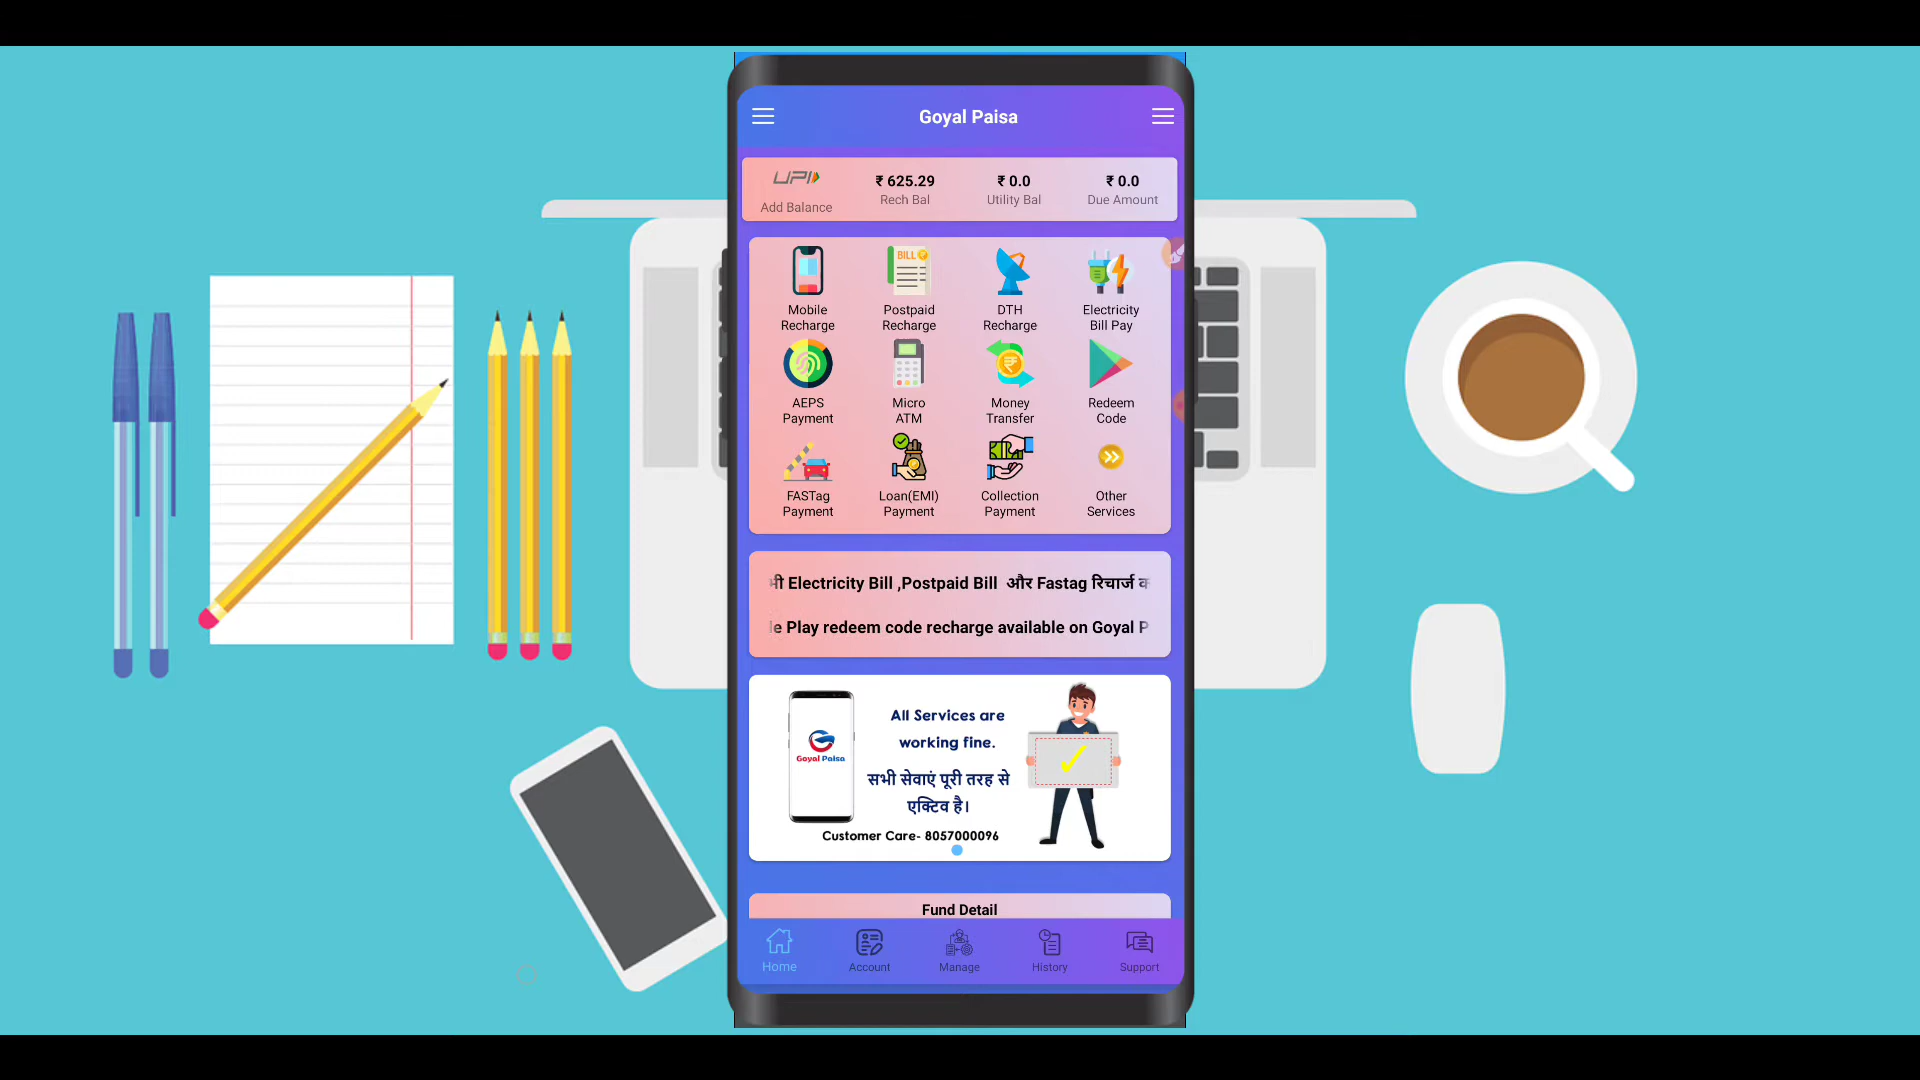 Goyal Paisa
UPI
Add Balance
₹ 625.29
Rech Bal
₹ 0.0
Utility Bal
₹ 0.0
Due Amount
BILL
Mobile
Recharge
Postpaid
Recharge
DTH
Recharge
Electricity
Bill Pay
AEPS
Payment
Micro
ATM
Money
Transfer
Redeem
Code
FASTag
Payment
Loan(EMI)
Payment
Collection
Payment
Other
Services
Electricity Bill ,Postpaid Bill और Fastag रिचार्ज
Play redeem code recharge available on Goyal P
All Services are
working fine.
सभी सेवाएं पूरी तरह से
एक्टिव है।
Goyal Paisa
Customer Care- 8057000096
Fund Detail
Home
Account
Manage
History
Support